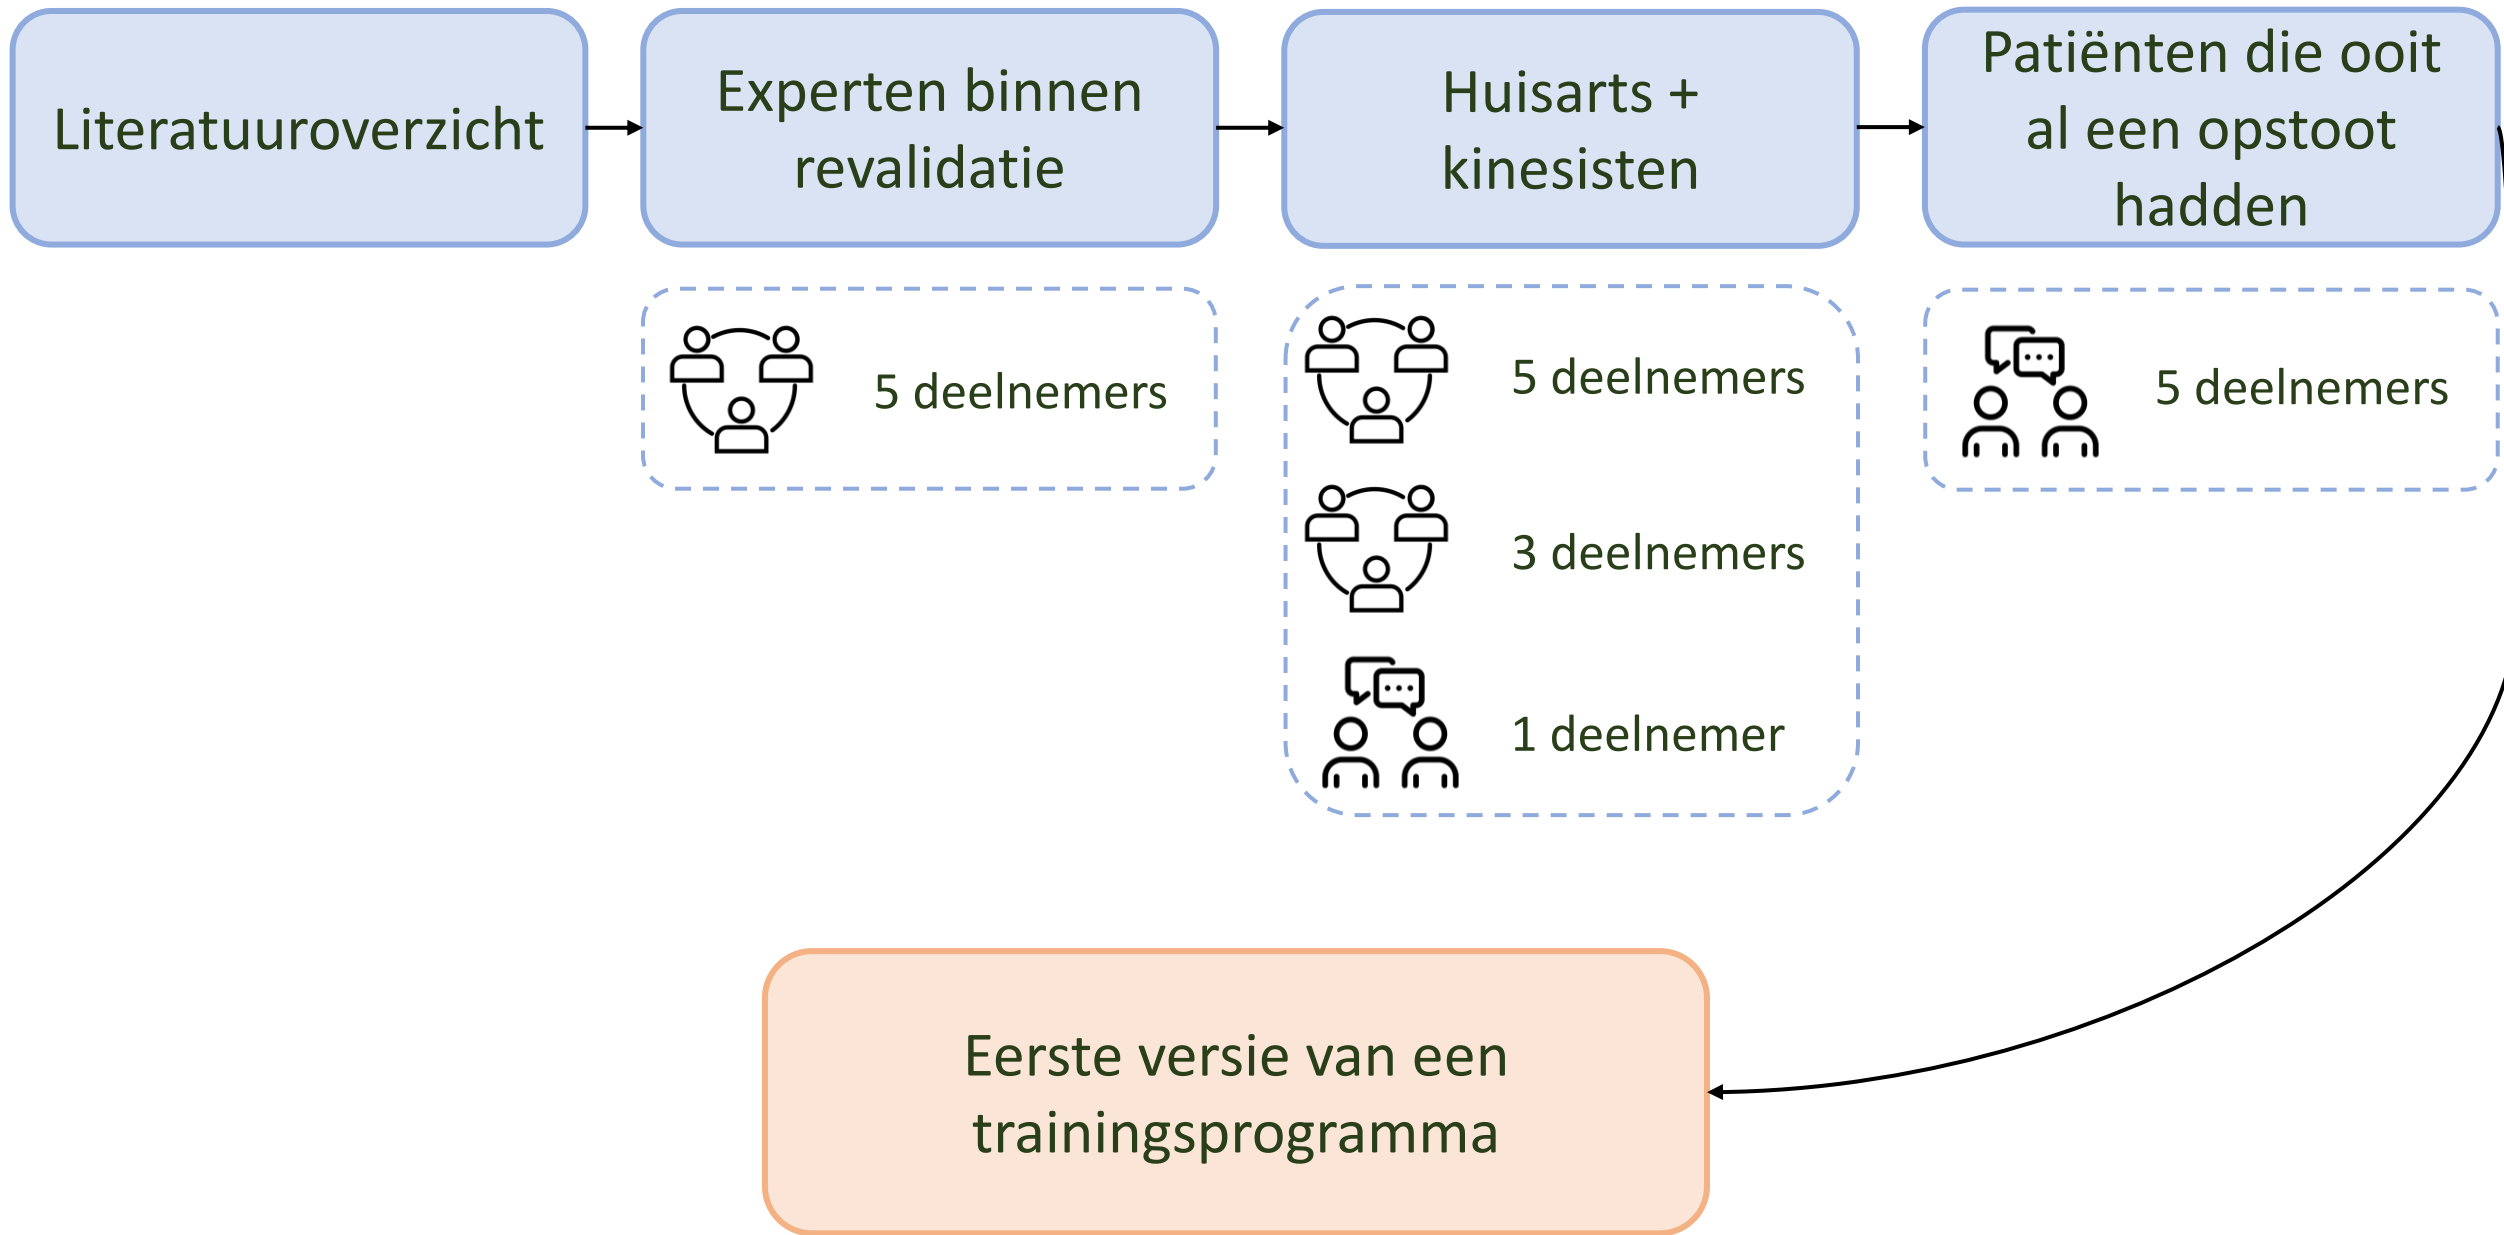 Literatuuroverzicht
Experten binnen
revalidatie
Huisarts +
kinesisten
Patiënten die ooit
al een optoot
hadden
5 deelnemers
5 deelnemers
3 deelnemers
1 deelnemer
5 deelnemers
Eerste versie van een
trainingsprogramma